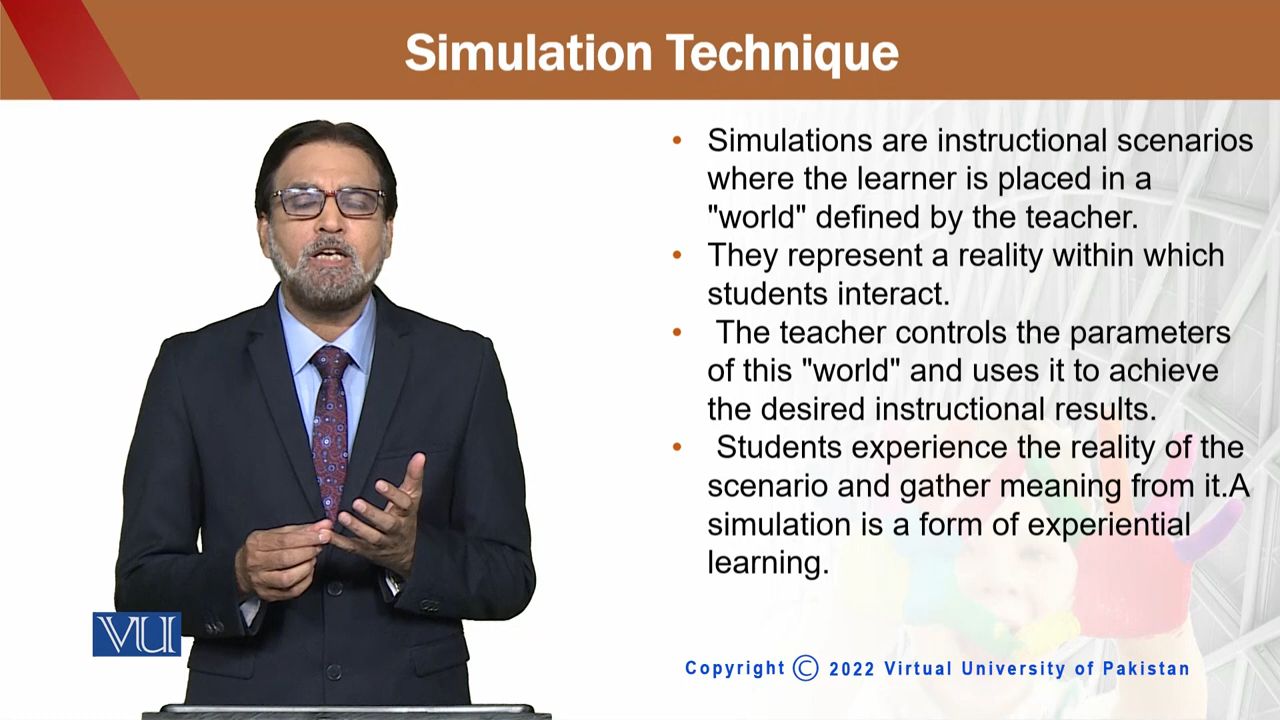 Simulation Technique
• Simulations are instructional scenarios
where the learner is placed in a
"world" defined by the teacher.
• They represent a reality within which
students interact.
• The teacher controls the parameters
of this "world" and uses it to achieve
the desired instructional results.
• Students experience the reality of the
scenario and gather meaning from it.A
simulation is a form of experiential
learning.
VU
Copyright © 2022 Virtual University of Pakistan